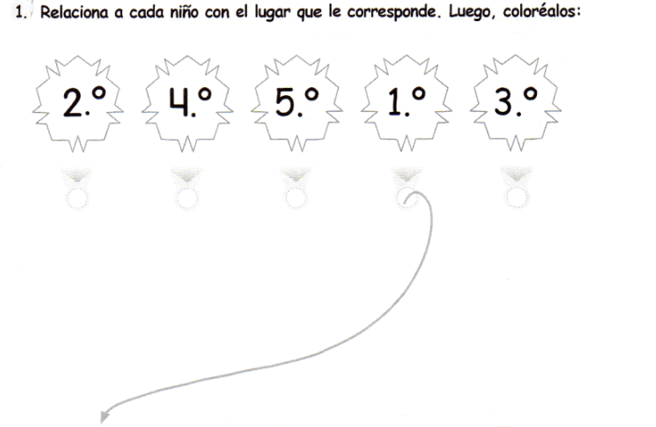 1. Relaciona a cada niño con el lugar que le corresponde. Luego, coloréalos:
2.º 4.º 5.º 1.º 3.º